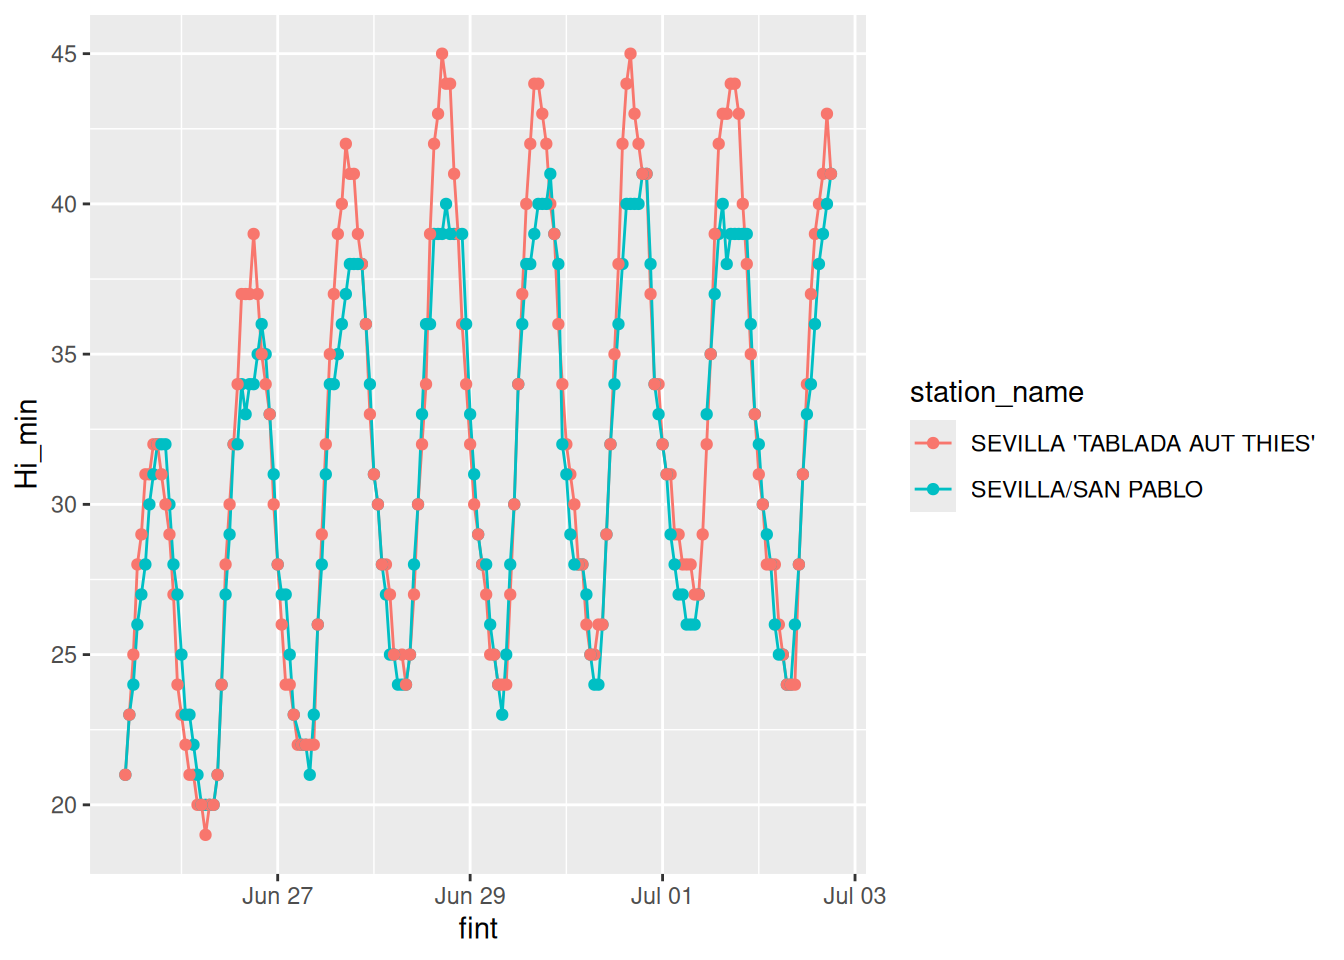 45
40
35
30
25
20
Hi_min
Jun 27
Jun 29
Jul 01
Jul 03
fint
station_name
SEVILLA 'TABLADA AUT THIES'
SEVILLA/SAN PABLO